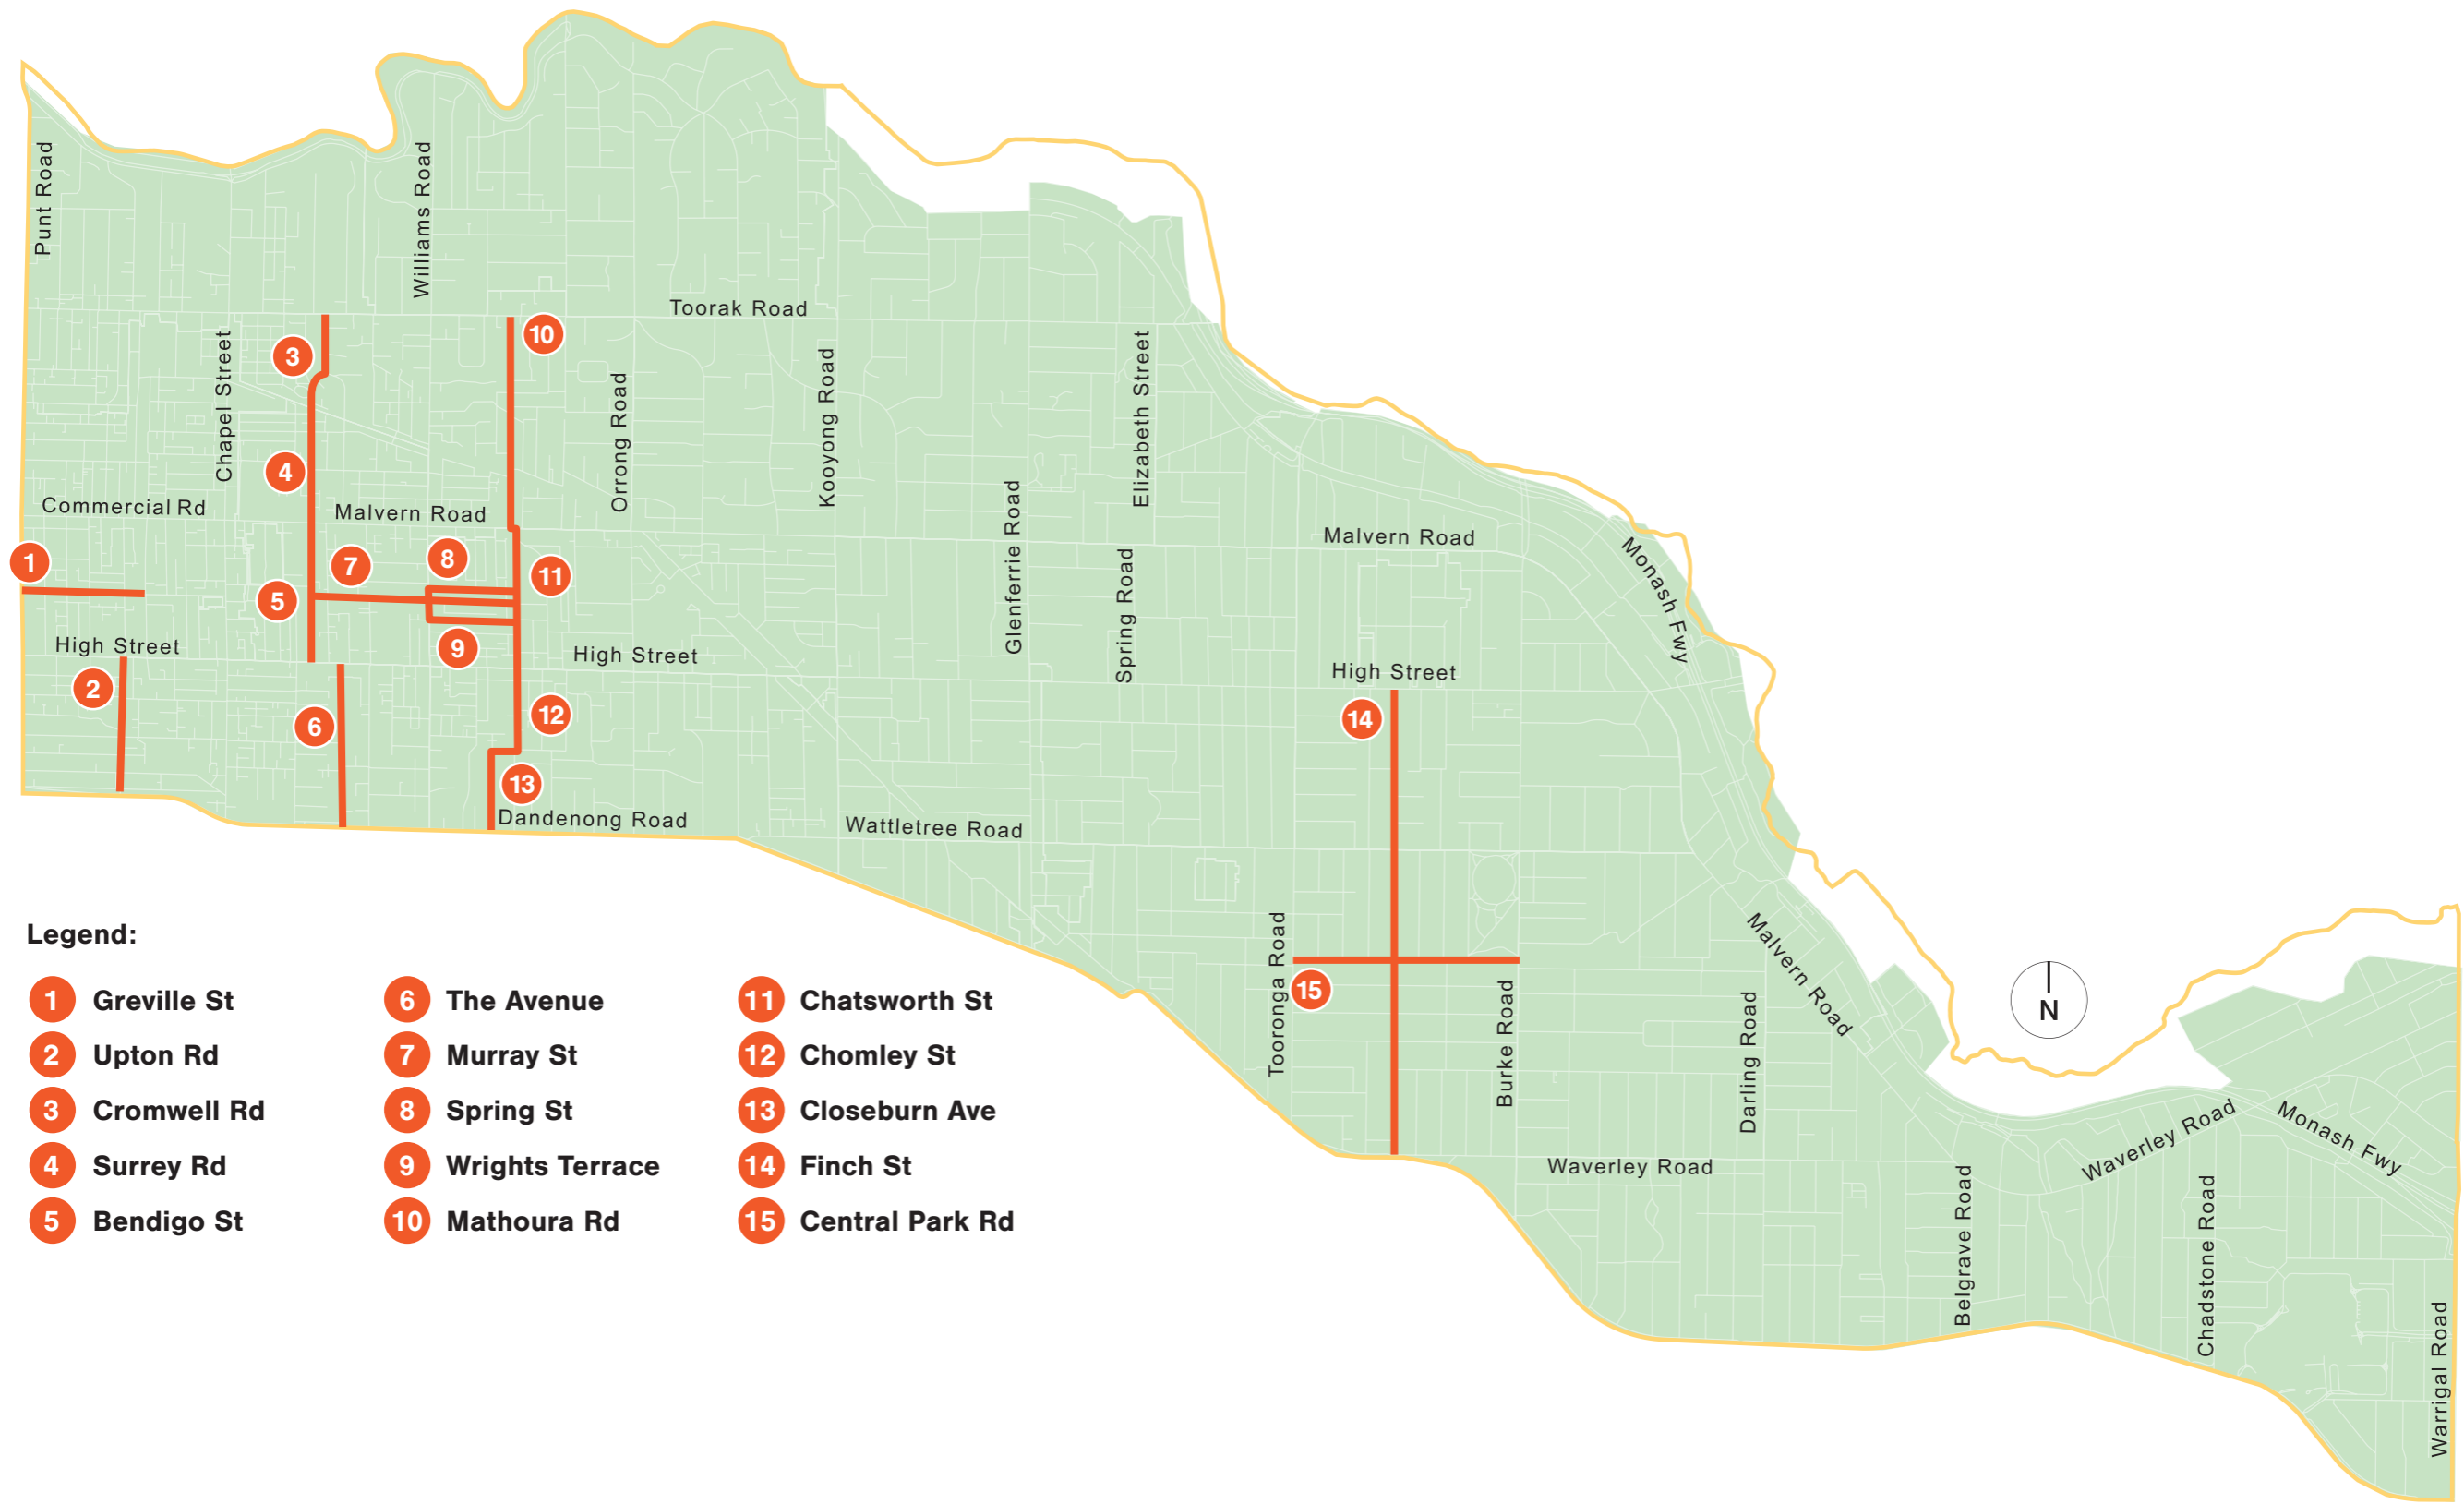 Punt Road
Williams Road
Toorak Road
Chapel Street
Orrong Road
Kooyong Road
Elizabeth Street
Commercial Rd
Malvern Road
Glenferrie Road
Spring Road
Malvern Road
Monash Fwy
High Street
High Street
High Street
Dandenong Road
Wattletree Road
Tooronga Road
Burke Road
Darling Road
Malvern Road
Waverley Road
Belgrave Road
Waverley Road
Monash Fwy
Chadstone Road
Warrigal Road
N
3
10
4
1
7
8
11
5
9
2
6
12
14
13
15
Legend:
1 Greville St
2 Upton Rd
3 Cromwell Rd
4 Surrey Rd
5 Bendigo St
6 The Avenue
7 Murray St
8 Spring St
9 Wrights Terrace
10 Mathoura Rd
11 Chatsworth St
12 Chomley St
13 Closeburn Ave
14 Finch St
15 Central Park Rd